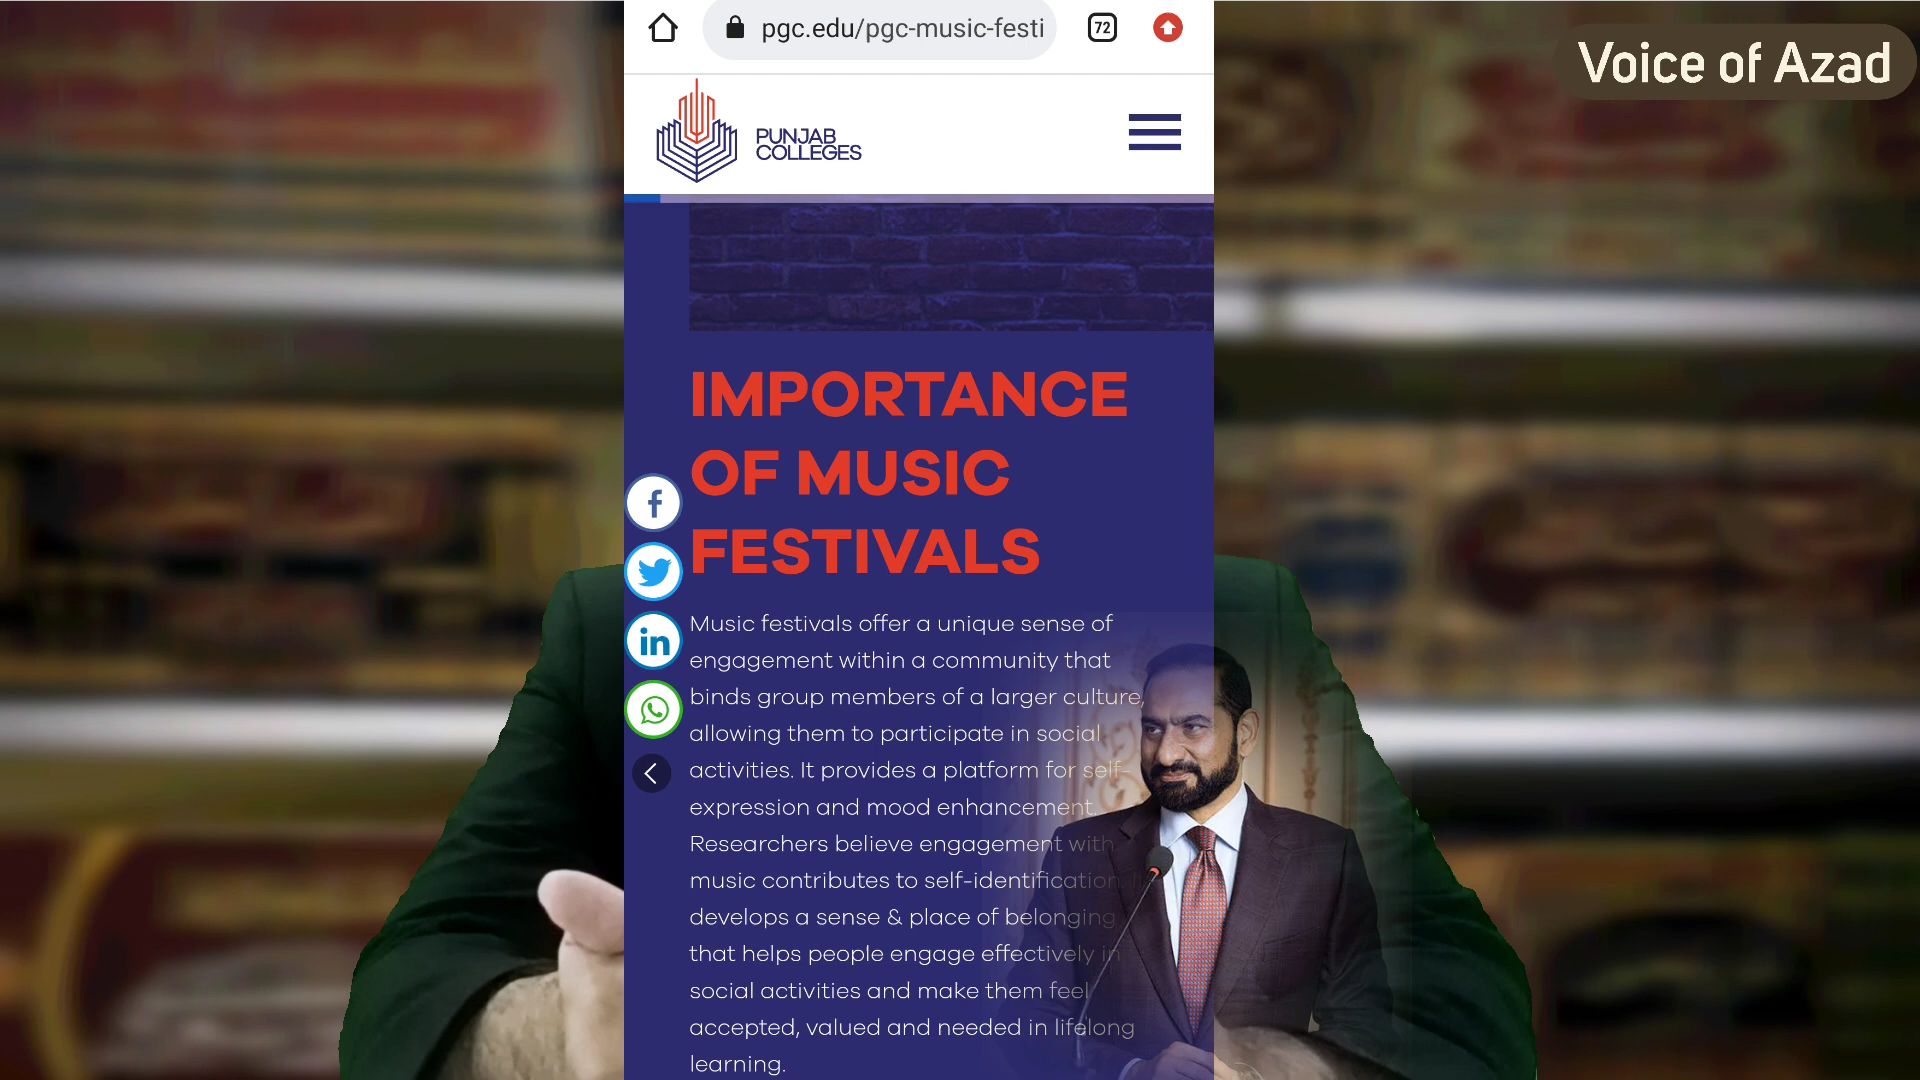 pgc.edu/pgc-music-festi
72
Voice of Azad
PUNJAB
COLLEGES
IMPORTANCE
OF MUSIC
FESTIVALS
Music festivals offer a unique sense of
engagement within a community that
binds group members of a larger culture,
allowing them to participate in social
activities. It provides a platform for self-
expression and mood enhancement.
Researchers believe engagement with
music contributes to self-identification,
develops a sense & place of belonging
that helps people engage effectively in
social activities and make them feel
accepted, valued and needed in lifelong
learning.